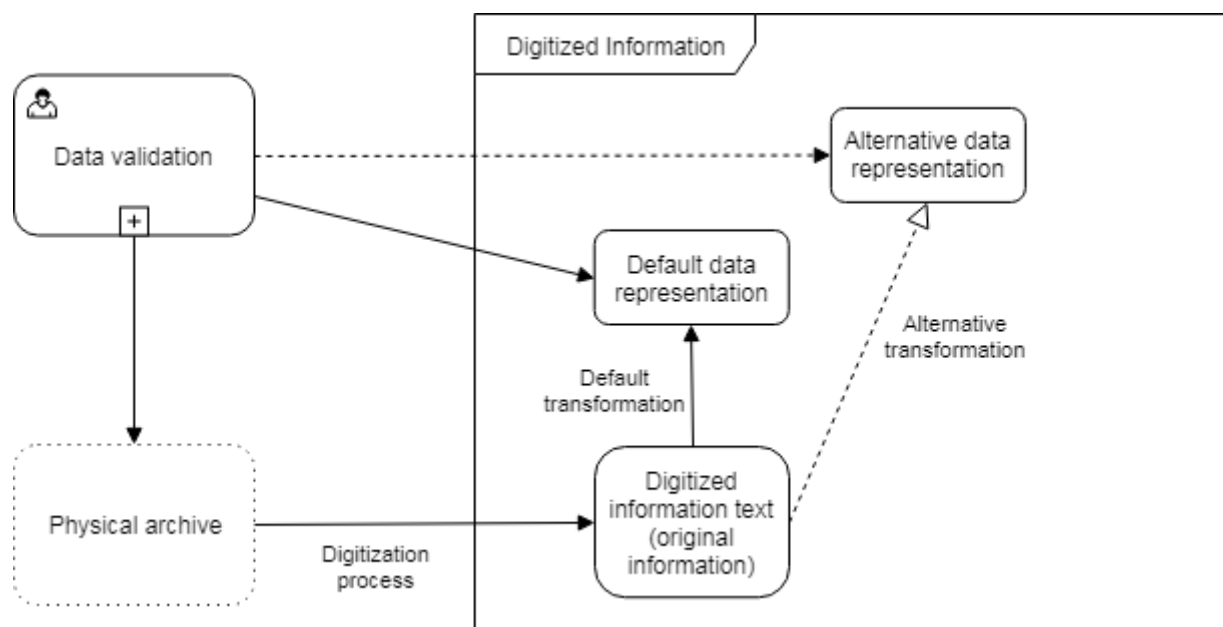 Digitized Information
Data validation
Alternative data
representation
Default data
representation
Alternative
transformation
Default
transformation
Physical archive
Digitized
information text
(original
information)
Digitization
process